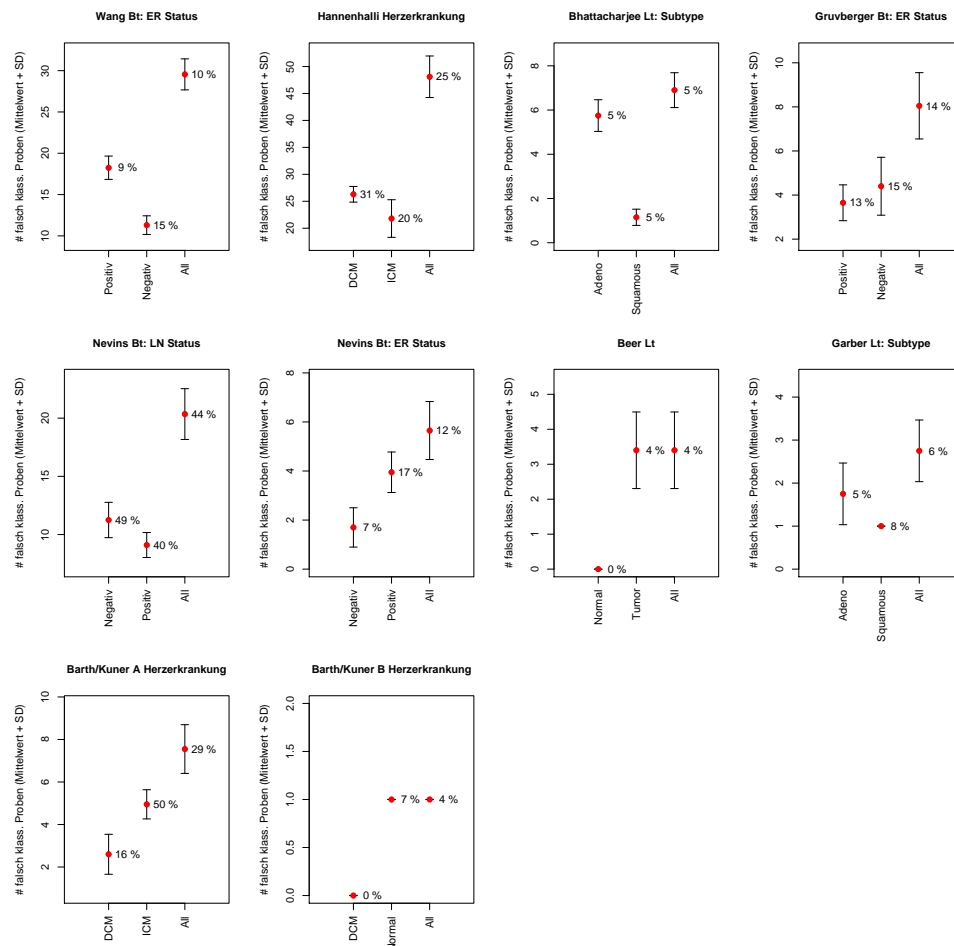 Wang Bt: ER Status
# falsch klass. Proben (Mittelwert + SD)
10
15
20
25
30
9 %
15 %
10 %
Positiv
Negativ
All
Hannenhalli Herzerkrankung
# falsch klass. Proben (Mittelwert + SD)
20
25
30
35
40
45
50
31 %
20 %
25 %
DCM
ICM
All
Bhattacharjee Lt: Subtype
# falsch klass. Proben (Mittelwert + SD)
0
2
4
6
8
5 %
5 %
5 %
Adeno
Squamous
All
Gruvberger Bt: ER Status
# falsch klass. Proben (Mittelwert + SD)
2
4
6
8
10
13 %
15 %
14 %
Positiv
Negativ
All
Nevins Bt: LN Status
# falsch klass. Proben (Mittelwert + SD)
10
15
20
49 %
40 %
44 %
Negativ
Positiv
All
Nevins Bt: ER Status
# falsch klass. Proben (Mittelwert + SD)
0
2
4
6
8
7 %
17 %
12 %
Negativ
Positiv
All
Beer Lt
# falsch klass. Proben (Mittelwert + SD)
0
1
2
3
4
5
0 %
4 %
4 %
Normal
Tumor
All
Garber Lt: Subtype
# falsch klass. Proben (Mittelwert + SD)
0
1
2
3
4
5 %
8 %
6 %
Adeno
Squamous
All
Barth/Kuner A Herzerkrankung
# falsch klass. Proben (Mittelwert + SD)
2
4
6
8
10
16 %
50 %
29 %
DCM
ICM
All
Barth/Kuner B Herzerkrankung
# falsch klass. Proben (Mittelwert + SD)
0.0
0.5
1.0
1.5
2.0
0 %
7 %
4 %
DCM
Normal
All